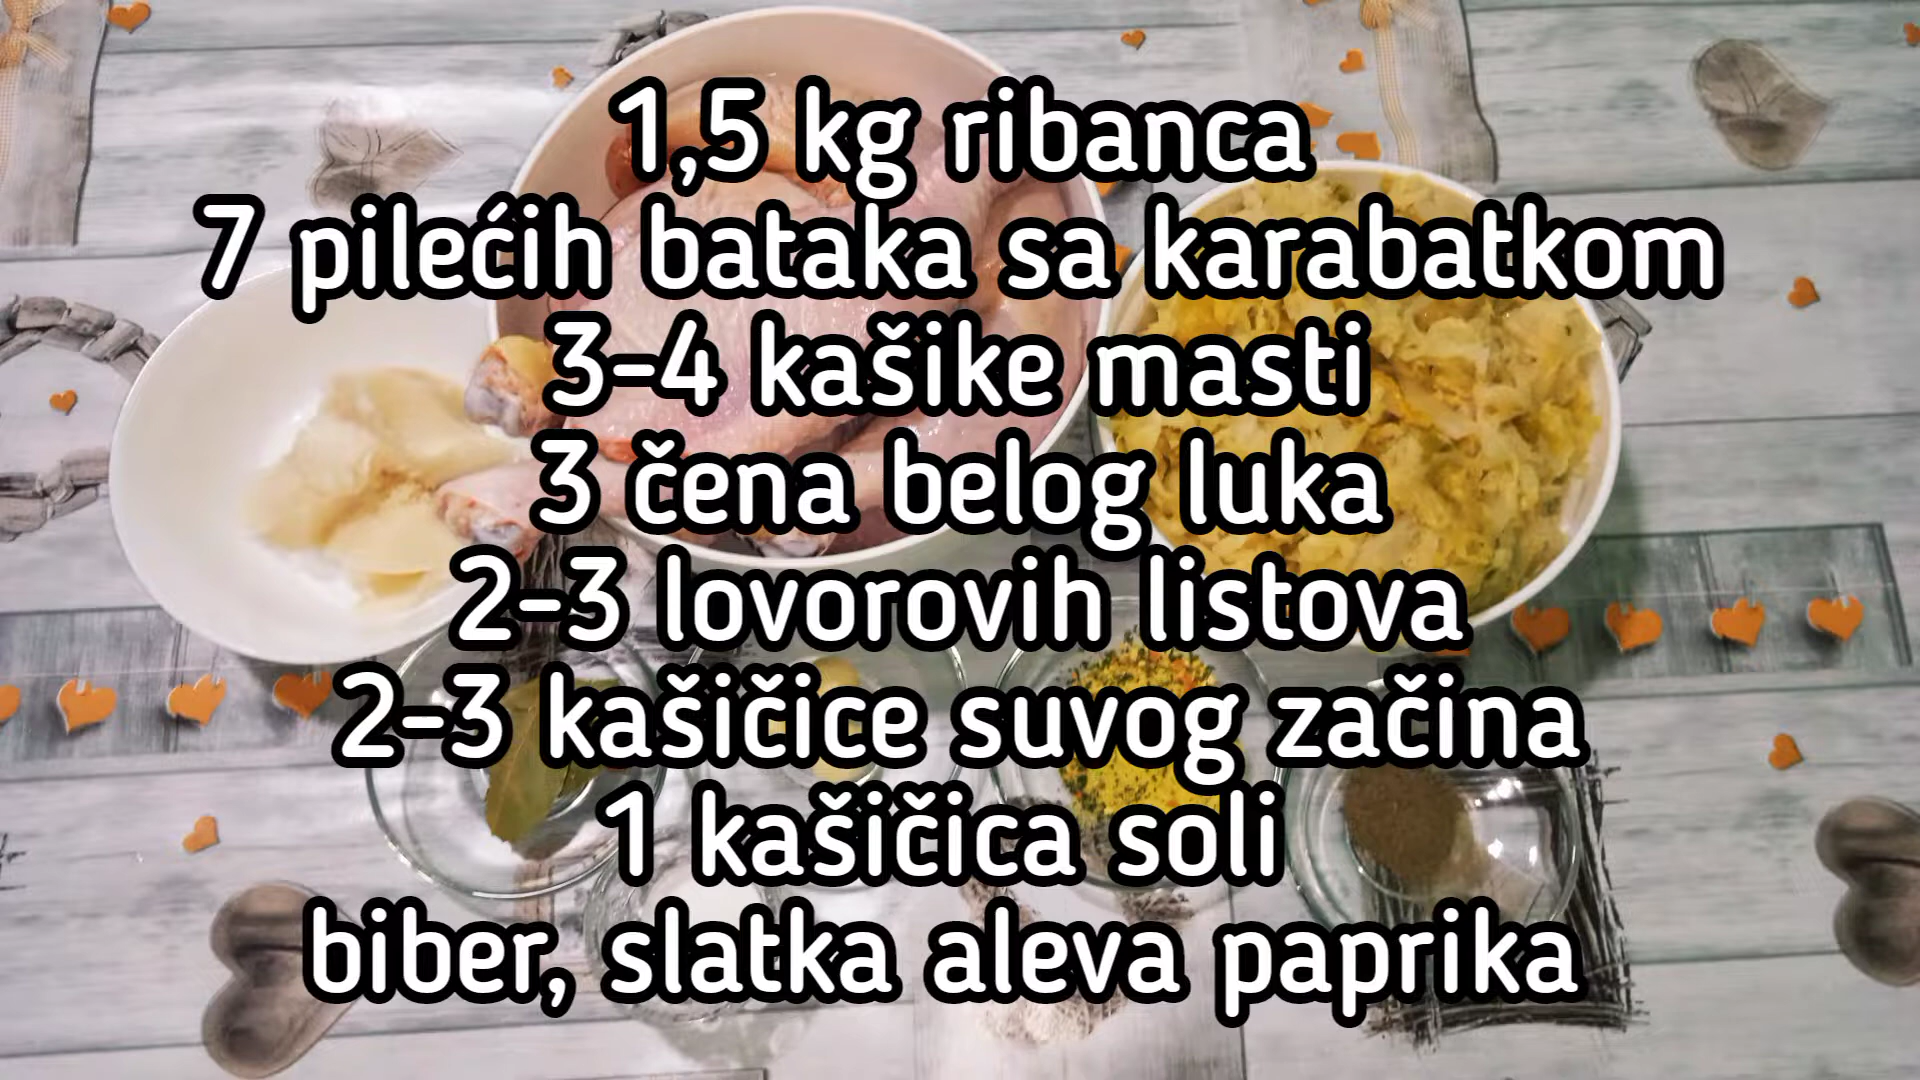 1,5 kg ribanca
7 pilećih bataka sa karabatkom
3-4 kašike masti
3 čena belog luka
2-3 lovorovih listova
2-3 kašičice suvog začina
1 kašičica soli
biber, slatka aleva paprika